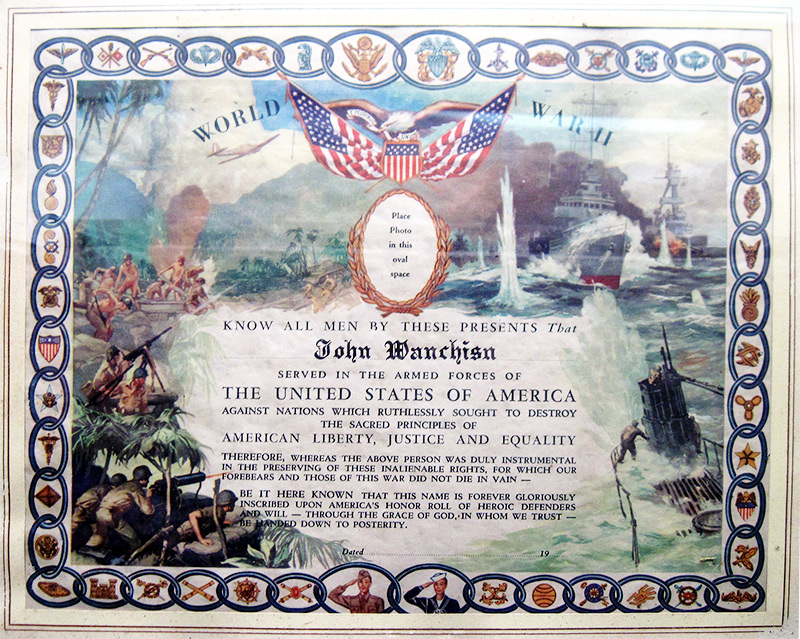 WORLD WAR II
Place
Photo
in this
oval
space
KNOW ALL MEN BY THESE PRESENTS That
John Wanchisn
SERVED IN THE ARMED FORCES OF
THE UNITED STATES OF AMERICA
AGAINST NATIONS WHICH RUTHLESSLY SOUGHT TO DESTROY
THE SACRED PRINCIPLES OF
AMERICAN LIBERTY, JUSTICE AND EQUALITY
THEREFORE, WHEREAS THE ABOVE PERSON WAS DULY INSTRUMENTAL
IN THE PRESERVING OF THESE INALIENABLE RIGHTS, FOR WHICH OUR
FOREBEARS AND THOSE OF THIS WAR DID NOT DIE IN VAIN —
BE IT HERE KNOWN THAT THIS NAME IS FOREVER GLORIOUSLY
INSCRIBED UPON AMERICA'S HONOR ROLL OF HEROIC DEFENDERS
AND WILL — THROUGH THE GRACE OF GOD, IN WHOM WE TRUST —
BE HANDED DOWN TO POSTERITY.
Dated 19